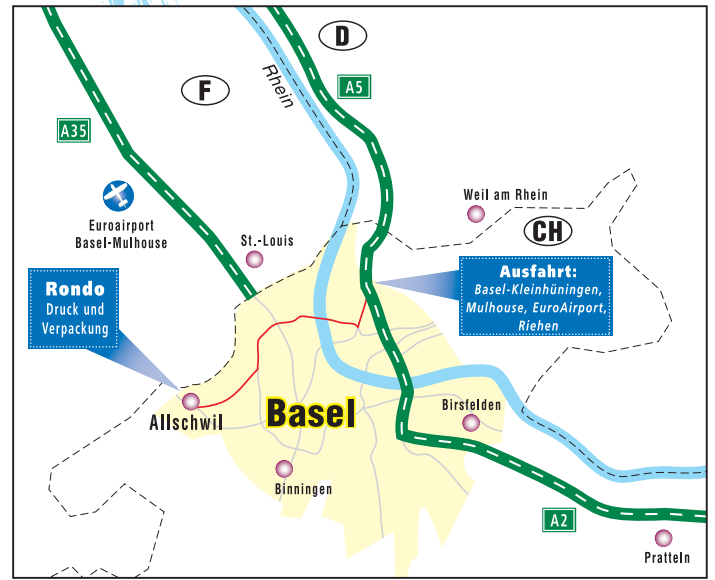 D
F
Rhein
A5
A35
Weil am Rhein
Euroairport
Basel-Mulhouse
St.-Louis
CH
Rondo
Druck und
Verpackung
Ausfahrt:
Basel-Kleinhüningen,
Mulhouse, EuroAirport,
Riehen
Allschwil
Basel
Birsfelden
Binningen
A2
Pratteln